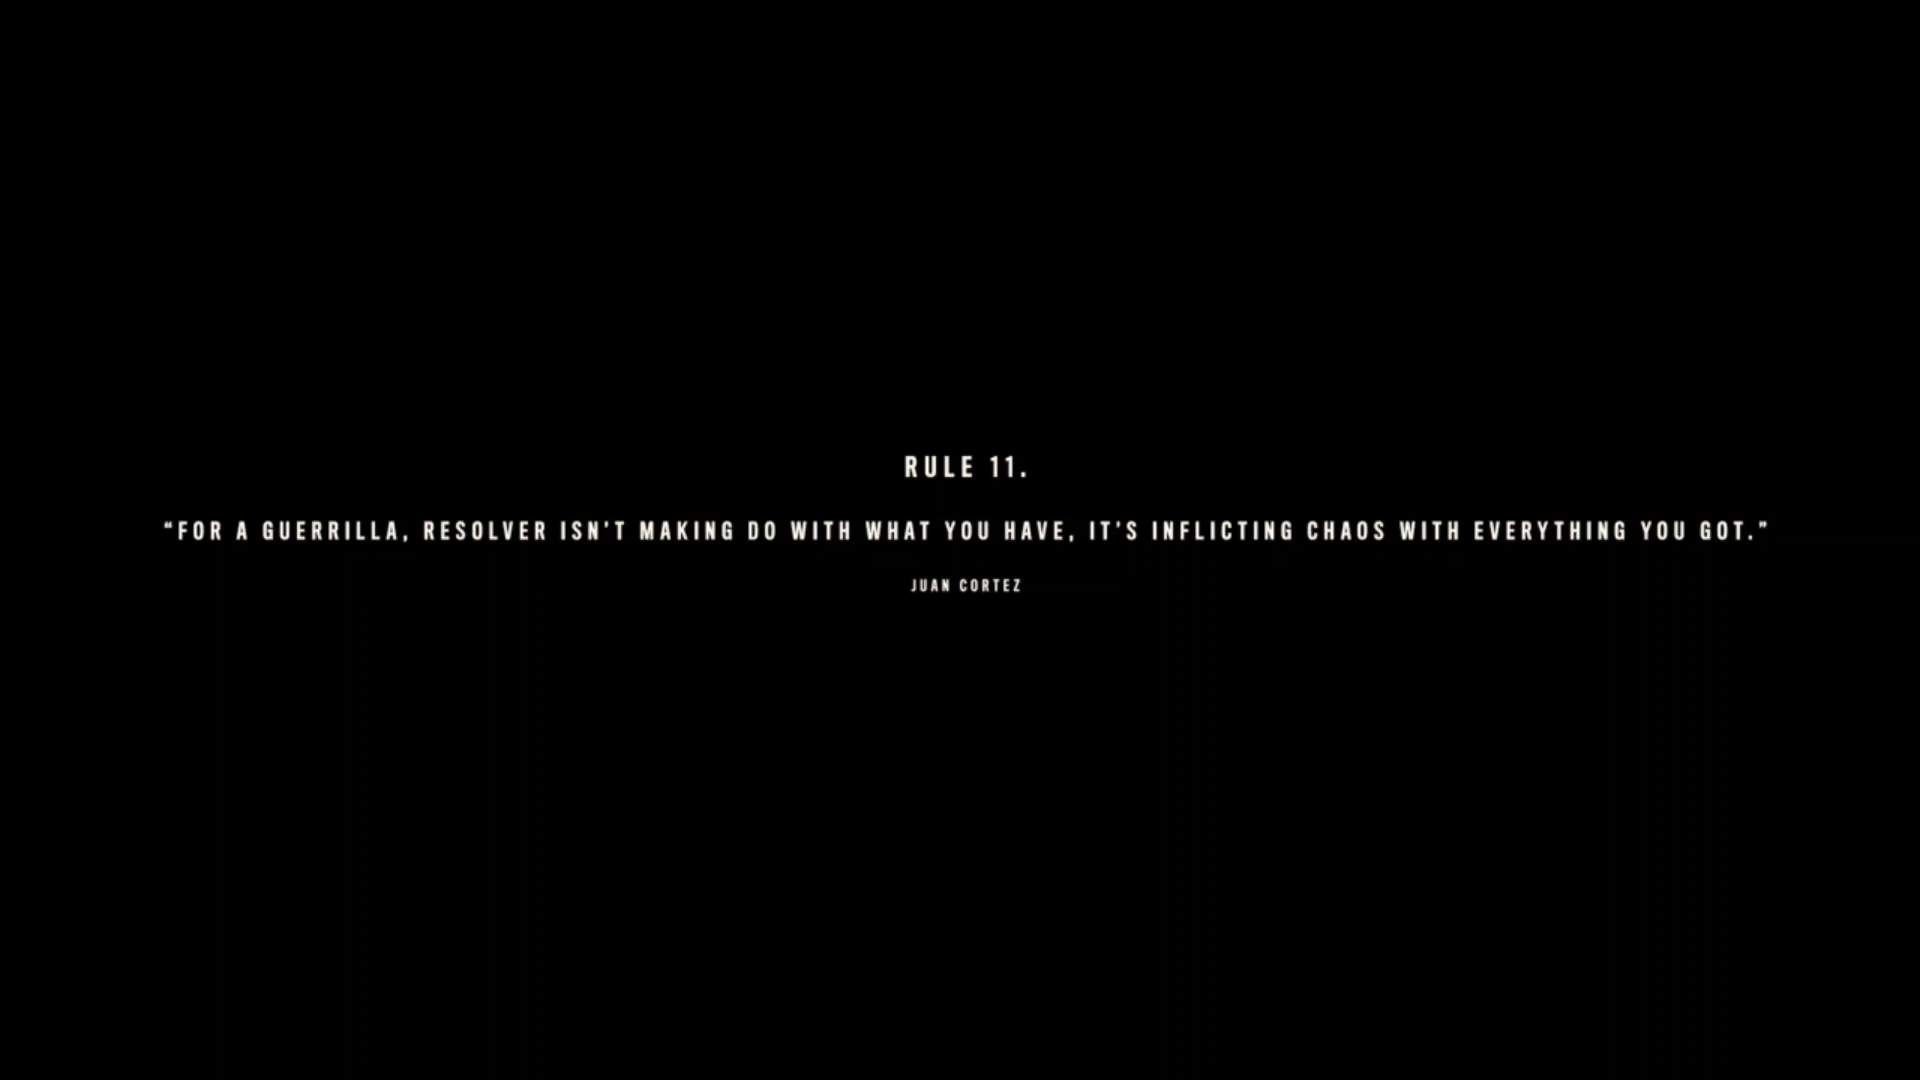 RULE 11.
“FOR A GUERRILLA, RESOLVER ISN’T MAKING DO WITH WHAT YOU HAVE, IT’S INFLICTING CHAOS WITH EVERYTHING YOU GOT.”
JUAN CORTEZ